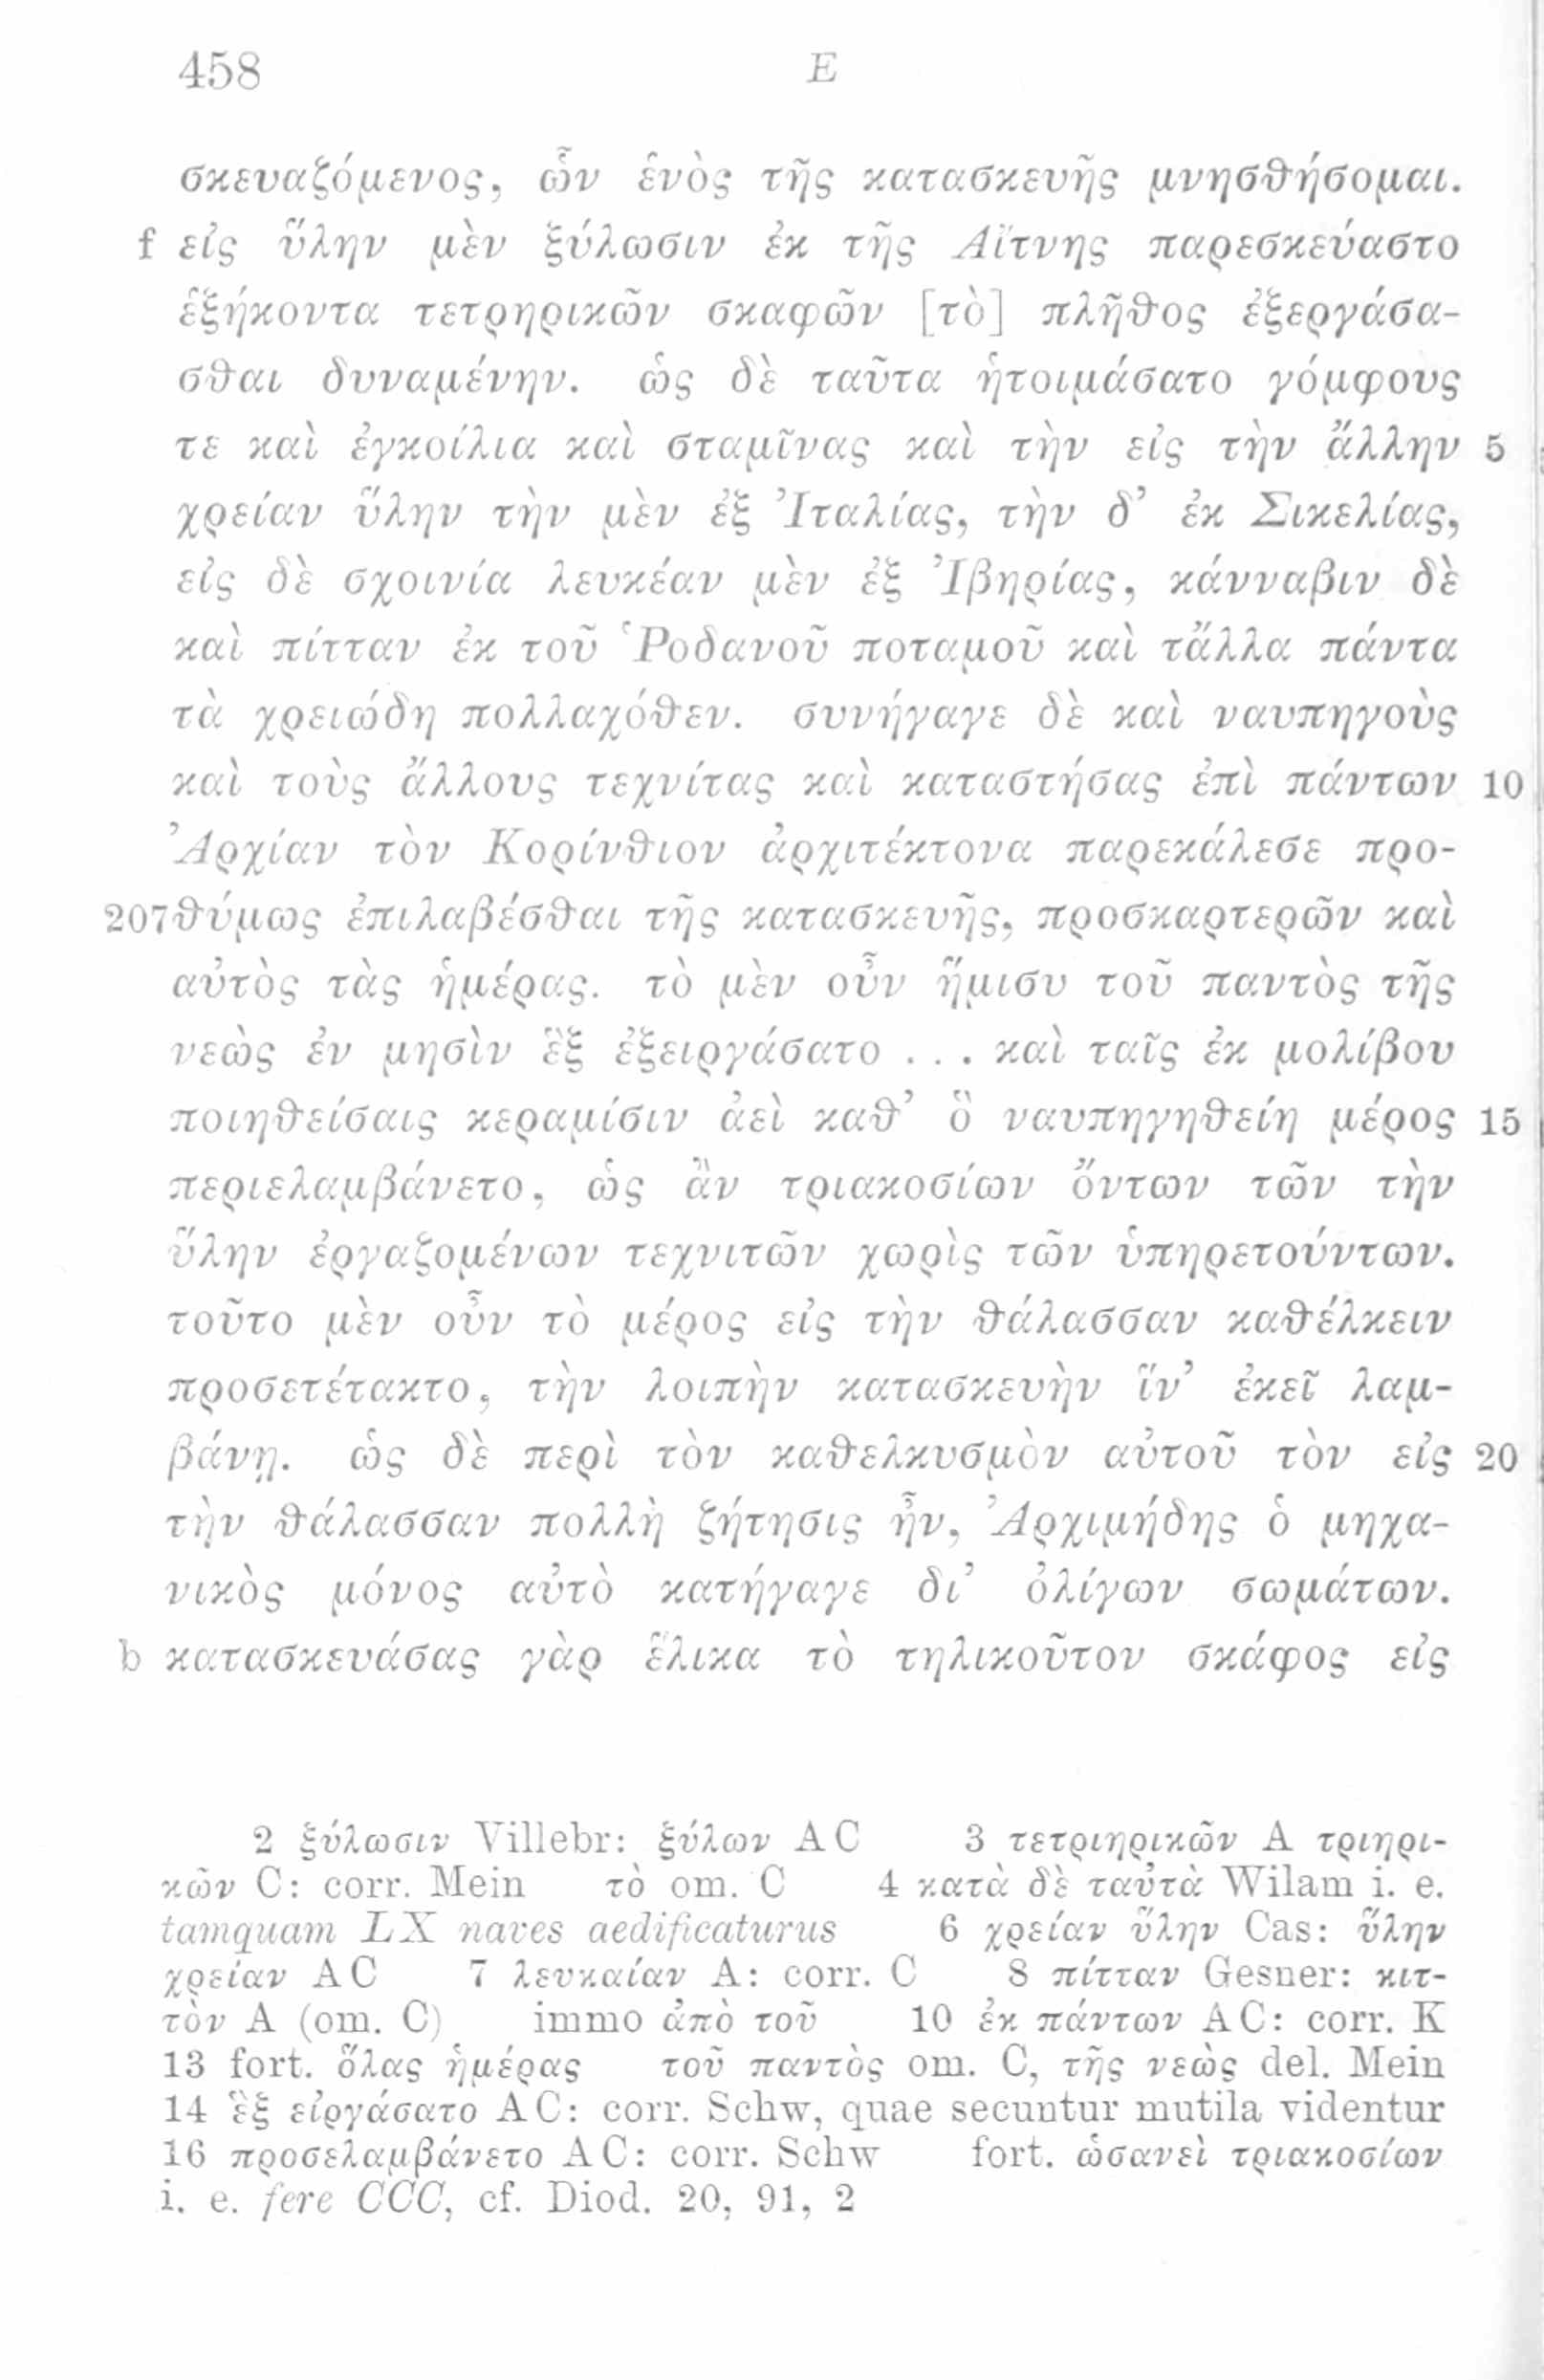 458 E
σκευαζόμενος, ὧν ἑνὸς τῆς κατασκευῆς μνησθήσομαι.
f εἰς ὕλην μὲν ξύλωσιν ἐκ τῆς Αἴτνης παρεσκεύαστο
ἑξήκοντα τετρηρικῶν σκαφῶν [τὸ] πλῆθος ἐξεργάσα-
σθαι δυναμένην. ὡς δὲ ταῦτα ἡτοιμάσατο γόμφους
τε καὶ ἐγκοίλια καὶ σταμῖνας καὶ τὴν εἰς τὴν ἄλλην 5
χρείαν ὕλην τὴν μὲν ἐξ Ἰταλίας, τὴν δ’ ἐκ Σικελίας,
εἰς δὲ σχοινία λευκέαν μὲν ἐξ Ἰβηρίας, κάνναβιν δὲ
καὶ πίτταν ἐκ τοῦ Ῥοδανοῦ ποταμοῦ καὶ τἄλλα πάντα
τὰ χρειώδη πολλαχόθεν. συνήγαγε δὲ καὶ ναυπηγοὺς
καὶ τοὺς ἄλλους τεχνίτας καὶ καταστήσας ἐπὶ πάντων 10
Ἀρχίαν τὸν Κορίνθιον ἀρχιτέκτονα παρεκάλεσε προ-
207 θύμως ἐπιλαβέσθαι τῆς κατασκευῆς, προσκαρτερῶν καὶ
αὐτὸς τὰς ἡμέρας. τὸ μὲν οὖν ἥμισυ τοῦ παντὸς τῆς
νεὼς ἐν μησὶν ἓξ ἐξειργάσατο ... καὶ ταῖς ἐκ μολίβου
ποιηθείσαις κεραμίσιν ἀεὶ καθ’ ὃ ναυπηγηθείη μέρος 15
περιελαμβάνετο, ὡς ἂν τριακοσίων ὄντων τῶν τὴν
ὕλην ἐργαζομένων τεχνιτῶν χωρὶς τῶν ὑπηρετούντων.
τοῦτο μὲν οὖν τὸ μέρος εἰς τὴν θάλασσαν καθέλκειν
προσετέτακτο, τὴν λοιπὴν κατασκευὴν ἵν’ ἐκεῖ λαμ-
βάνῃ. ὡς δὲ περὶ τὸν καθελκυσμὸν αὐτοῦ τὸν εἰς 20
τὴν θάλασσαν πολλὴ ζήτησις ἦν, Ἀρχιμήδης ὁ μηχα-
νικὸς μόνος αὐτὸ κατήγαγε δι’ ὀλίγων σωμάτων.
b κατασκευάσας γὰρ ἕλικα τὸ τηλικοῦτον σκάφος εἰς
2 ξύλωσιν Villebr: ξύλων AC 3 τετριηρικῶν A τριηρι-
κῶν C: corr. Mein τὸ om. C 4 κατὰ δὲ ταὐτὰ Wilam i. e.
tamquam LX naves aedificaturus 6 χρείαν ὕλην Cas: ὕλην
χρείαν AC 7 λευκαίαν A: corr. C 8 πίτταν Gesner: κιτ-
τὸν A (om. C) immo ἀπὸ τοῦ 10 ἐκ πάντων AC: corr. K
13 fort. ὅλας ἡμέρας τοῦ παντὸς om. C, τῆς νεὼς del. Mein
14 ἓξ εἰργάσατο AC: corr. Schw, quae secuntur mutila videntur
16 προσελαμβάνετο AC: corr. Schw fort. ὡσανεὶ τριακοσίων
i. e. fere CCC, cf. Diod. 20, 91, 2